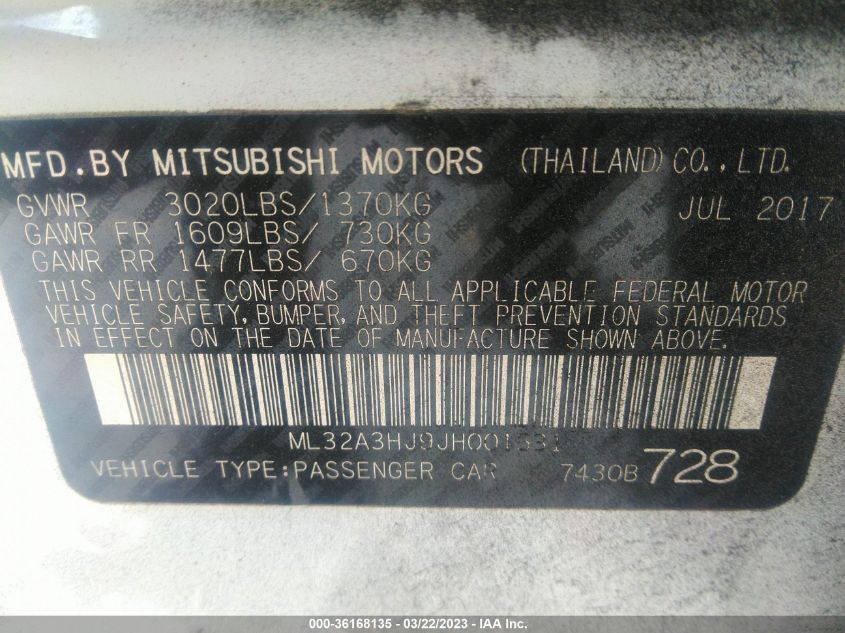 MFD.BY MITSUBISHI MOTORS (THAILAND) CO., LTD.
GVWR 3020LBS/1370KG JUL 2017
GAWR FR 1609LBS/ 730KG
GAWR RR 1477LBS/ 670KG
THIS VEHICLE CONFORMS TO ALL APPLICABLE FEDERAL MOTOR
VEHICLE SAFETY, BUMPER, AND THEFT PREVENTION STANDARDS
IN EFFECT ON THE DATE OF MANUFACTURE SHOWN ABOVE.
ML32A3HJ9JH001531
VEHICLE TYPE:PASSENGER CAR 7430B 728
000-36168135 - 03/22/2023 - IAA Inc.